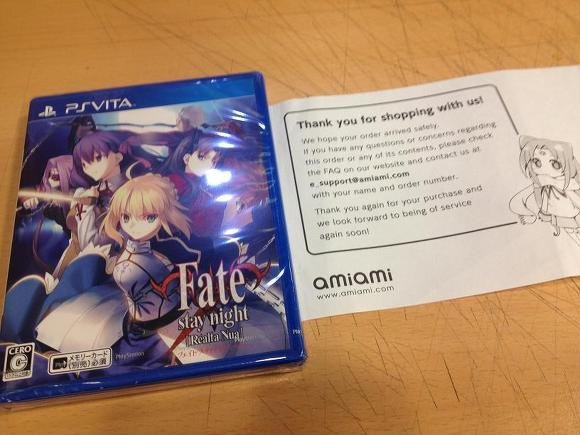 PSVITA
Fate
stay night
[Réalta Nua]
CERO
C
メモリーカード
(別売)必須
PlayStation
Thank you for shopping with us!
We hope your order arrived safely.
If you have any questions or concerns regarding
this order or any of its contents, please check
the FAQ on our website and contact us at
e_support@amiami.com
with your name and order number.
Thank you again for your purchase and
we look forward to being of service
again soon!
amiami
www.amiami.com